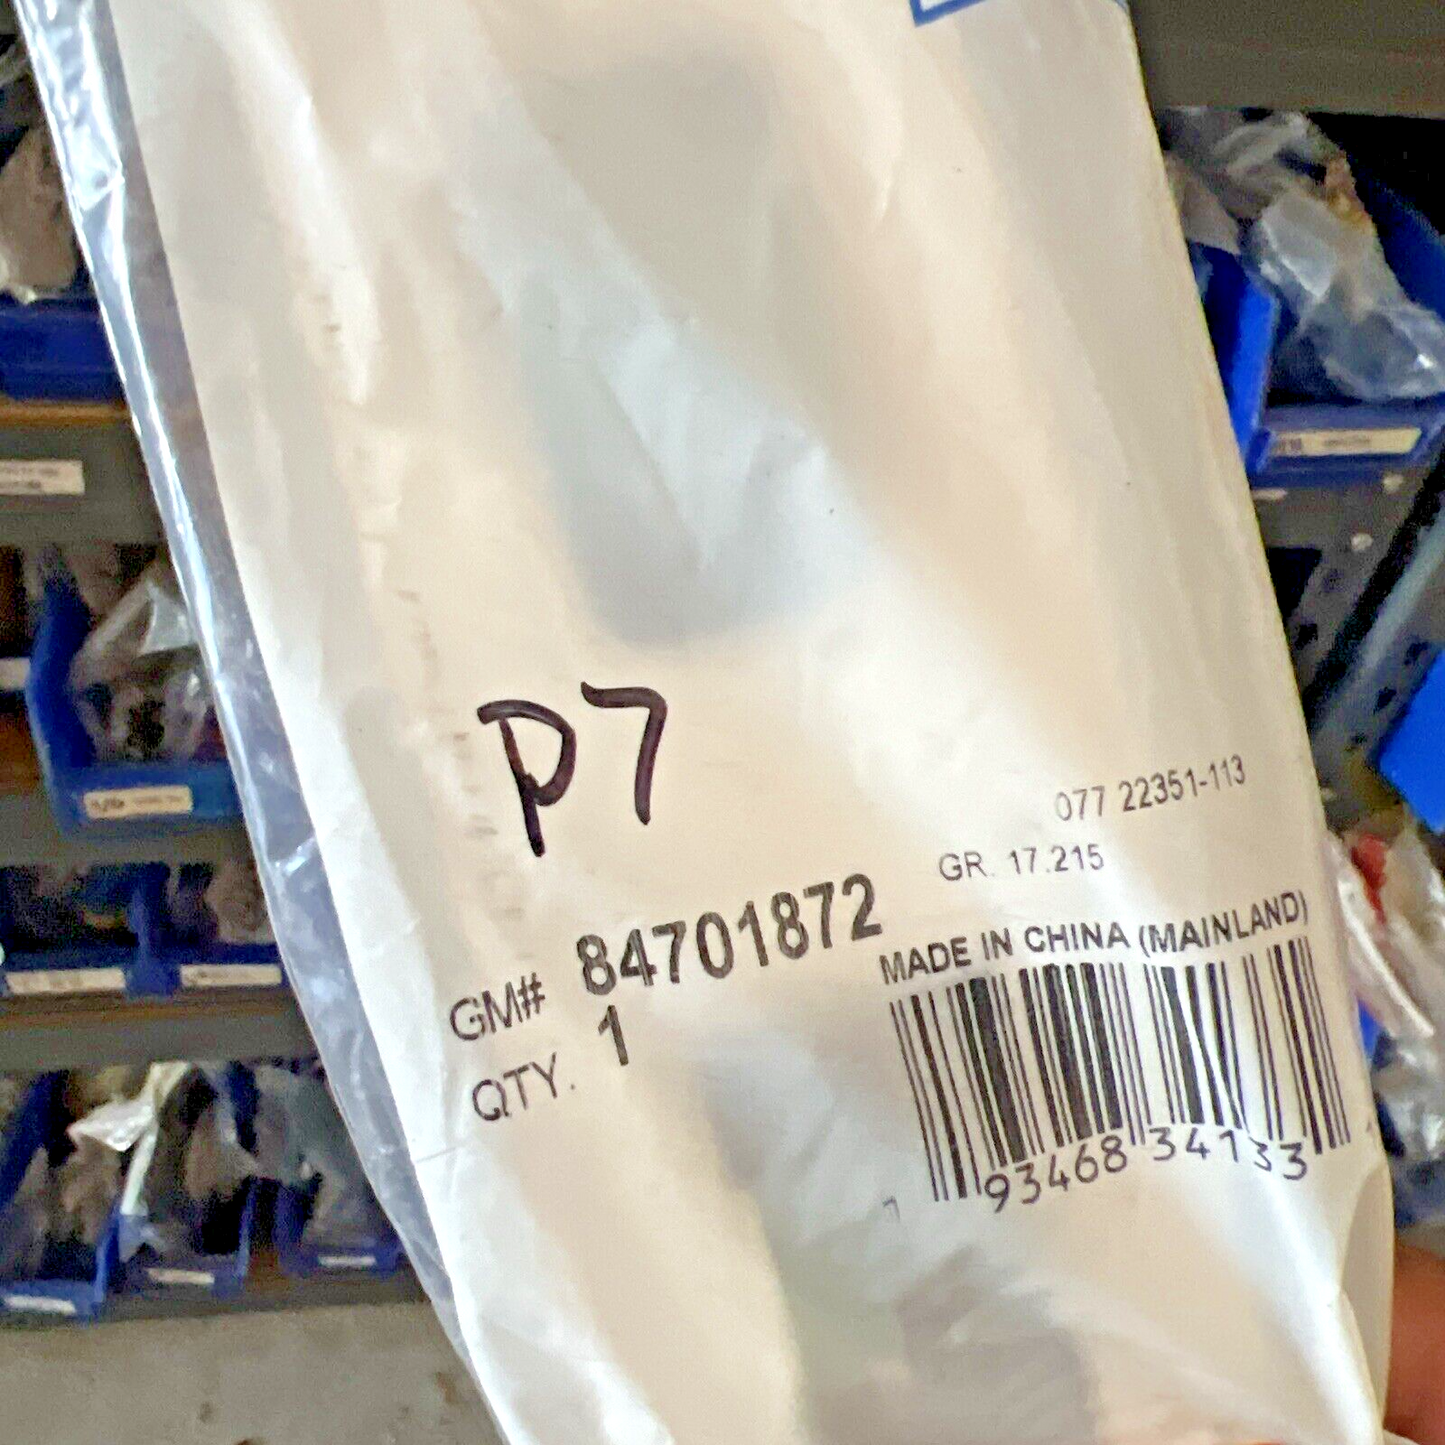 P7
077 22351-113
GR. 17.215
GM# 84701872
MADE IN CHINA (MAINLAND)
QTY. 1
93468 34133